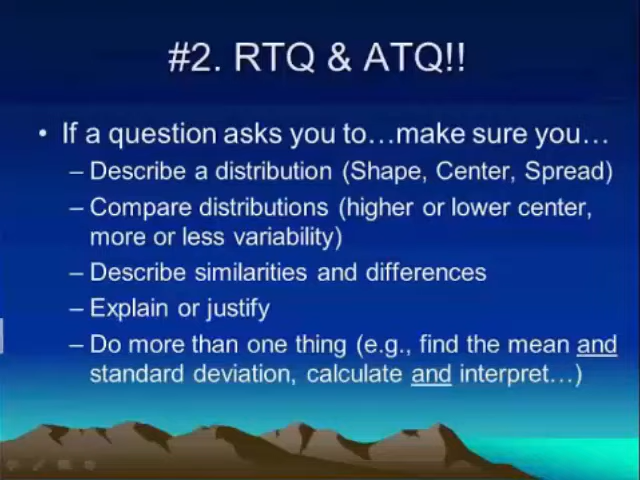 #2. RTQ & ATQ!!
• If a question asks you to…make sure you…
– Describe a distribution (Shape, Center, Spread)
– Compare distributions (higher or lower center,
more or less variability)
– Describe similarities and differences
– Explain or justify
– Do more than one thing (e.g., find the mean and
standard deviation, calculate and interpret…)